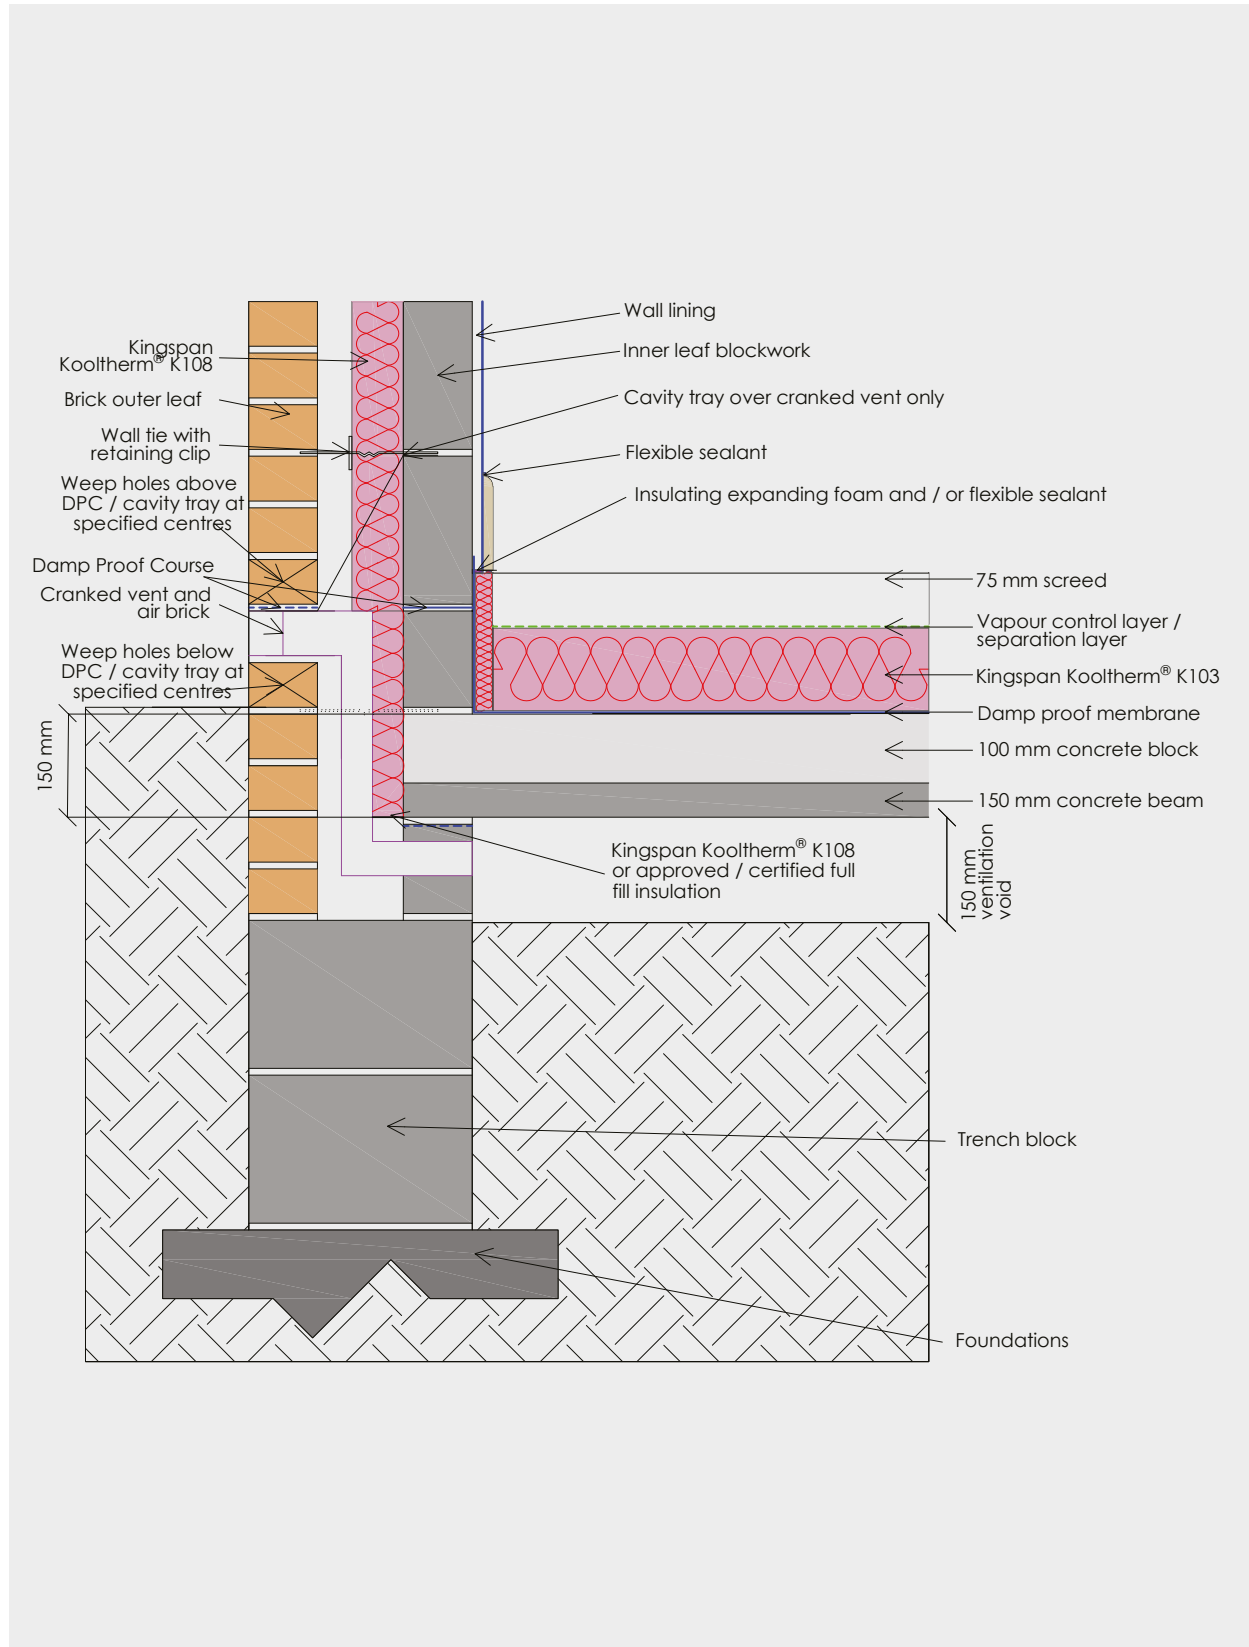 Kingspan
Kooltherm® K108
Brick outer leaf
Wall tie with
retaining clip
Weep holes above
DPC / cavity tray at
specified centres
Damp Proof Course
Cranked vent and
air brick
Weep holes below
DPC / cavity tray at
specified centres
150 mm
Wall lining
Inner leaf blockwork
Cavity tray over cranked vent only
Flexible sealant
Insulating expanding foam and / or flexible sealant
75 mm screed
Vapour control layer /
separation layer
Kingspan Kooltherm® K103
Damp proof membrane
100 mm concrete block
150 mm concrete beam
Kingspan Kooltherm® K108
or approved / certified full
fill insulation
150 mm
ventilation
void
Trench block
Foundations